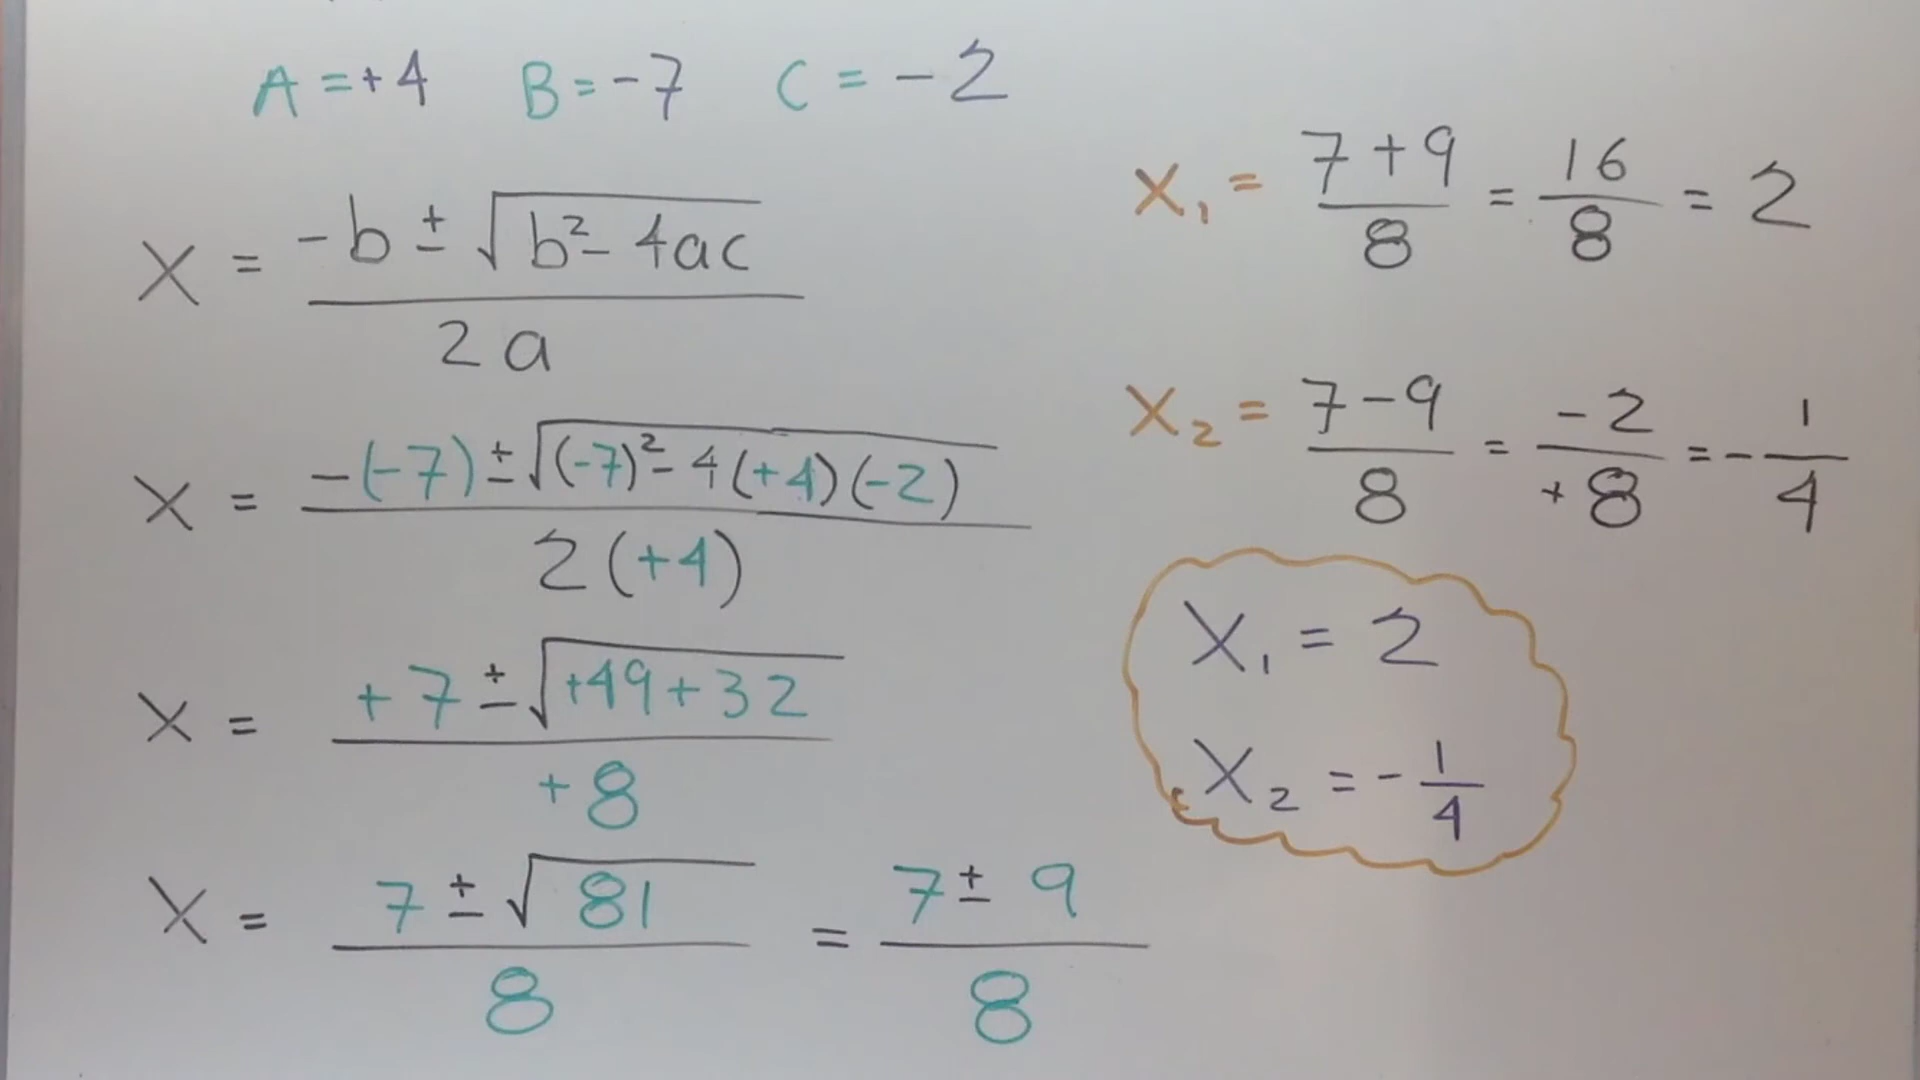 A = +4 B = -7 C = -2
X = (-b ± √(b² - 4ac)) / 2a
X = (-(-7) ± √((-7)² - 4(+4)(-2))) / 2(+4)
X = (+7 ± √(+49 + 32)) / +8
X = (7 ± √81) / 8 = (7 ± 9) / 8
X₁ = (7 + 9) / 8 = 16 / 8 = 2
X₂ = (7 - 9) / 8 = -2 / +8 = - 1 / 4
X₁ = 2
X₂ = - 1 / 4